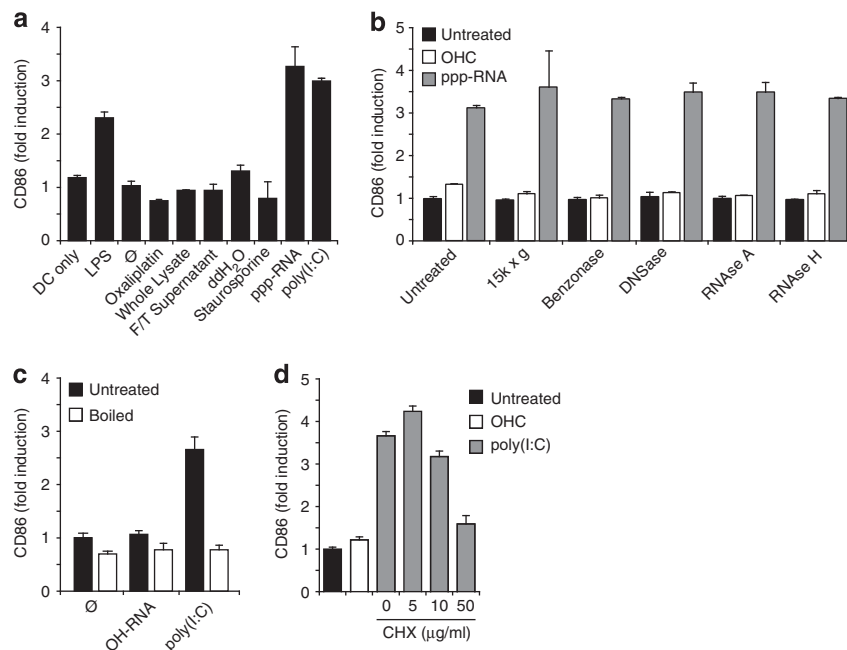 a
CD86 (fold induction)
4
3
2
1
0
DC only
LPS
Ø
Oxaliplatin
Whole Lysate
F/T Supernatant
ddH2O
Staurosporine
ppp-RNA
poly(I:C)
b
Untreated
OHC
ppp-RNA
CD86 (fold induction)
5
4
3
2
1
0
Untreated
15k x g
Benzonase
DNSase
RNAse A
RNAse H
c
Untreated
Boiled
CD86 (fold induction)
4
3
2
1
0
Ø
OH-RNA
poly(I:C)
d
Untreated
OHC
poly(I:C)
CD86 (fold induction)
5
4
3
2
1
0
0 5 10 50
CHX (μg/ml)